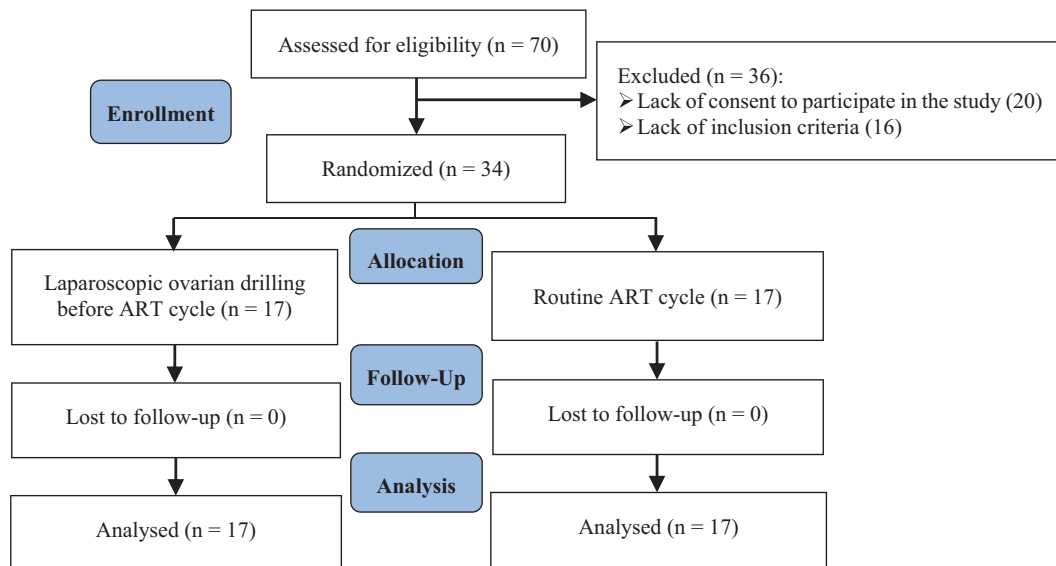 Assessed for eligibility (n = 70)
Excluded (n = 36):
➢ Lack of consent to participate in the study (20)
➢ Lack of inclusion criteria (16)
Enrollment
Randomized (n = 34)
Allocation
Laparoscopic ovarian drilling
before ART cycle (n = 17)
Routine ART cycle (n = 17)
Follow-Up
Lost to follow-up (n = 0)
Lost to follow-up (n = 0)
Analysis
Analysed (n = 17)
Analysed (n = 17)